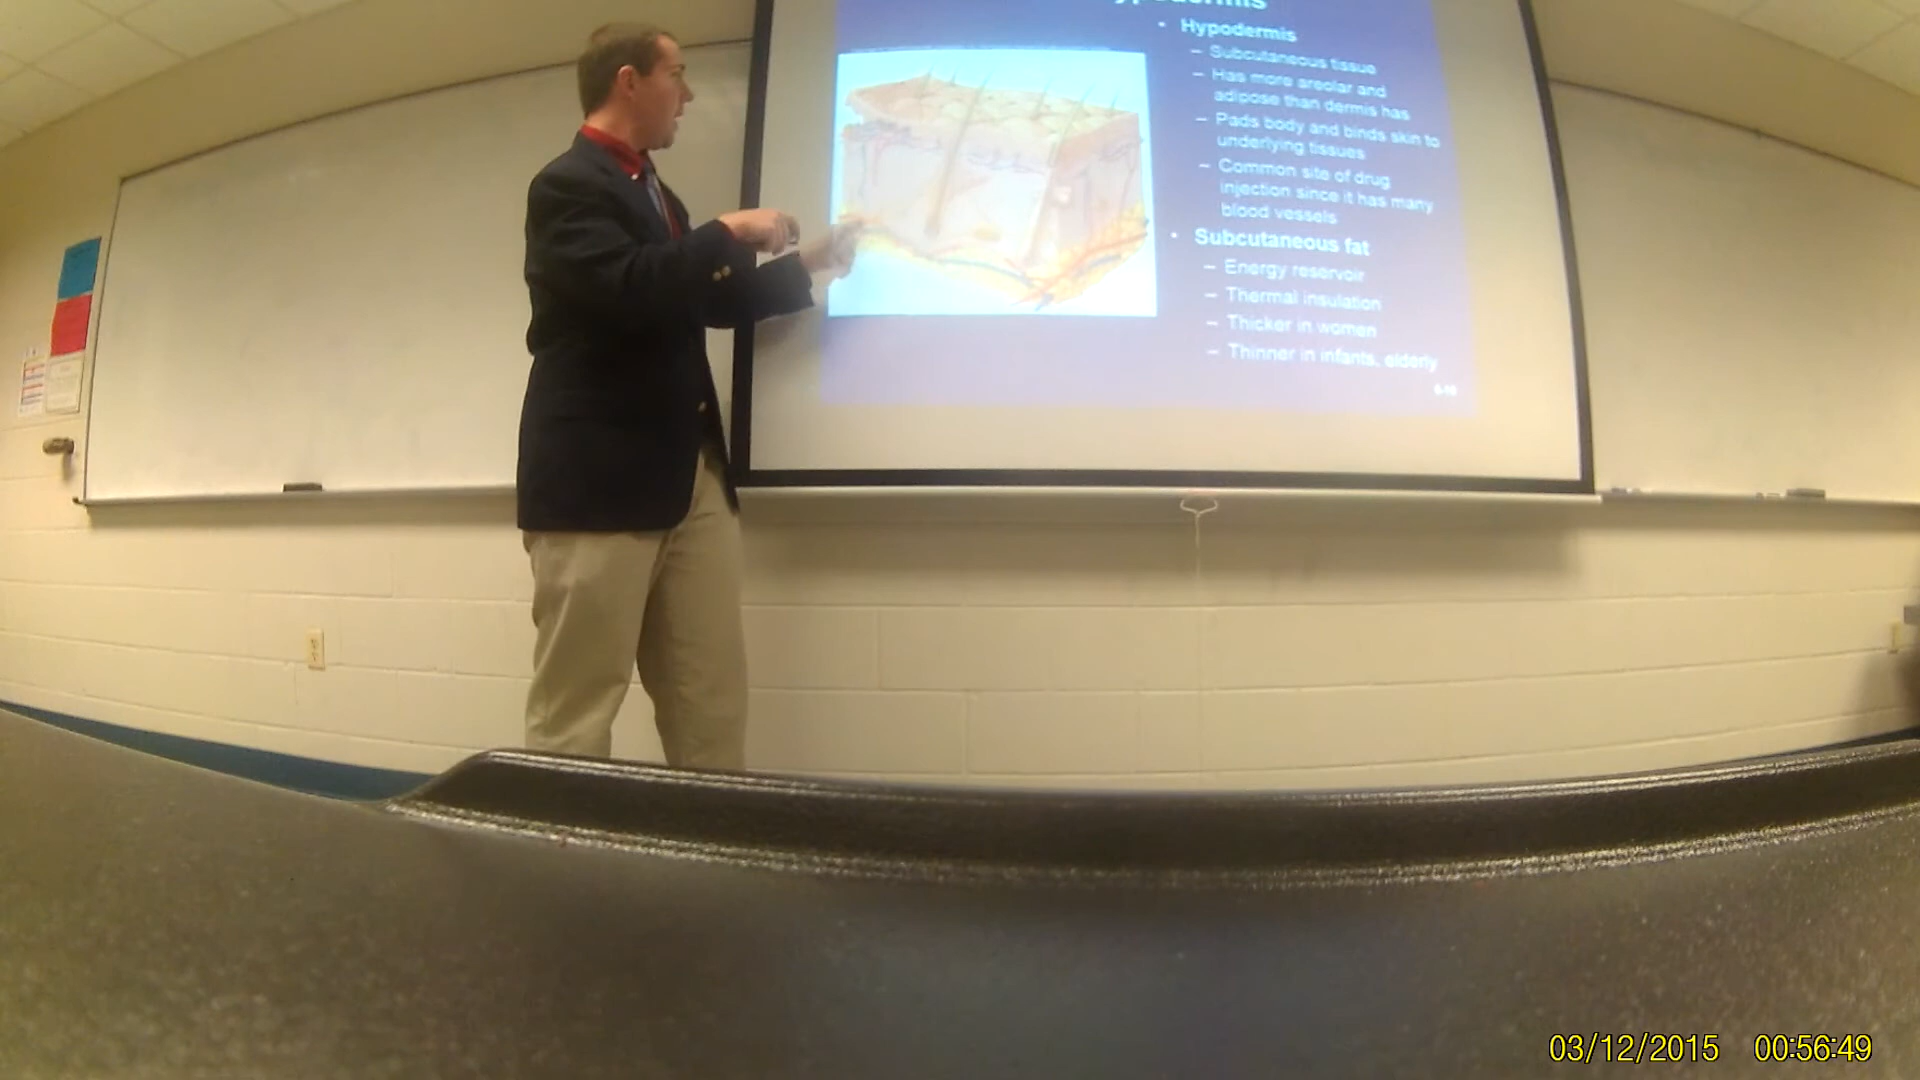 Hypodermis
• Hypodermis
– Subcutaneous tissue
– Has more areolar and
adipose than dermis has
– Pads body and binds skin to
underlying tissues
– Common site of drug
injection since it has many
blood vessels
• Subcutaneous fat
– Energy reservoir
– Thermal insulation
– Thicker in women
– Thinner in infants, elderly
03/12/2015 00:56:49